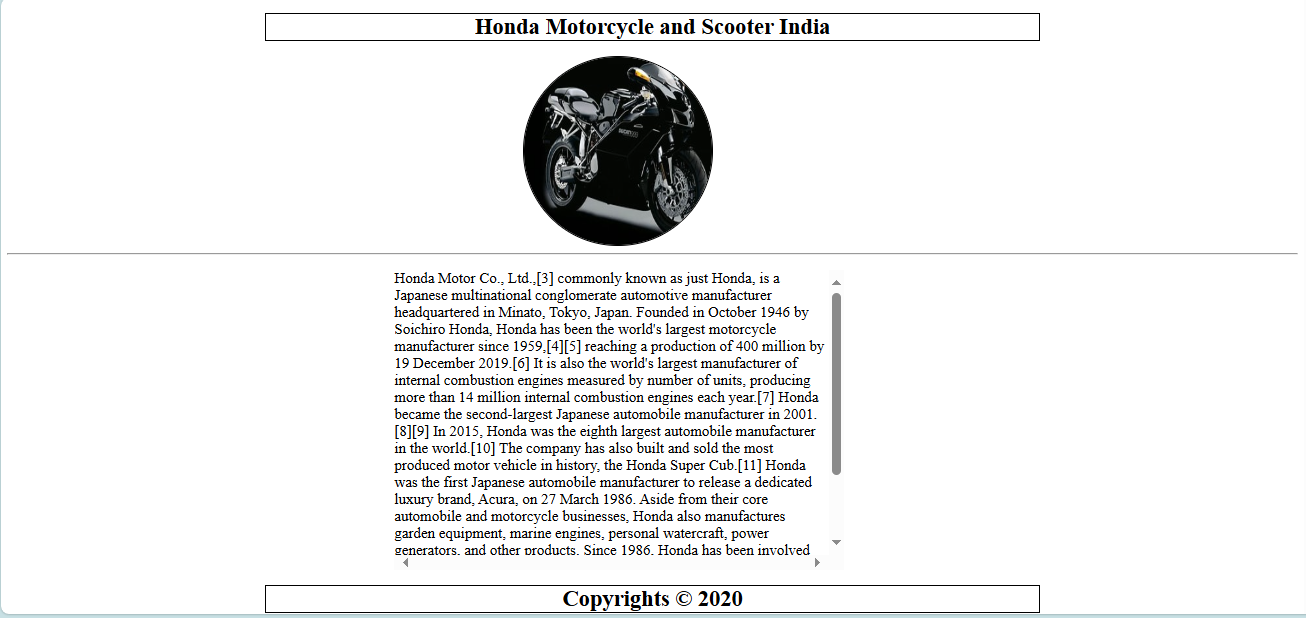 Honda Motorcycle and Scooter India
Honda Motor Co., Ltd.,[3] commonly known as just Honda, is a
Japanese multinational conglomerate automotive manufacturer
headquartered in Minato, Tokyo, Japan. Founded in October 1946 by
Soichiro Honda, Honda has been the world's largest motorcycle
manufacturer since 1959,[4][5] reaching a production of 400 million by
19 December 2019.[6] It is also the world's largest manufacturer of
internal combustion engines measured by number of units, producing
more than 14 million internal combustion engines each year.[7] Honda
became the second-largest Japanese automobile manufacturer in 2001.
[8][9] In 2015, Honda was the eighth largest automobile manufacturer
in the world.[10] The company has also built and sold the most
produced motor vehicle in history, the Honda Super Cub.[11] Honda
was the first Japanese automobile manufacturer to release a dedicated
luxury brand, Acura, on 27 March 1986. Aside from their core
automobile and motorcycle businesses, Honda also manufactures
garden equipment, marine engines, personal watercraft, power
generators, and other products. Since 1986, Honda has been involved
Copyrights © 2020